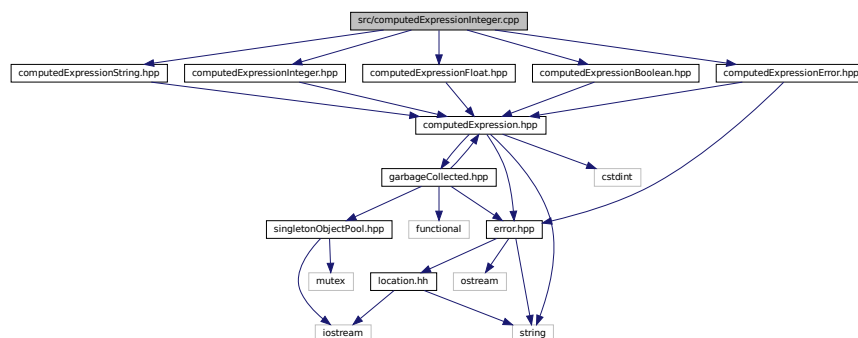 src/computedExpressionInteger.cpp
computedExpressionString.hpp
computedExpressionInteger.hpp
computedExpressionFloat.hpp
computedExpressionBoolean.hpp
computedExpressionError.hpp
computedExpression.hpp
garbageCollected.hpp
cstdint
singletonObjectPool.hpp
functional
error.hpp
mutex
location.hh
ostream
iostream
string